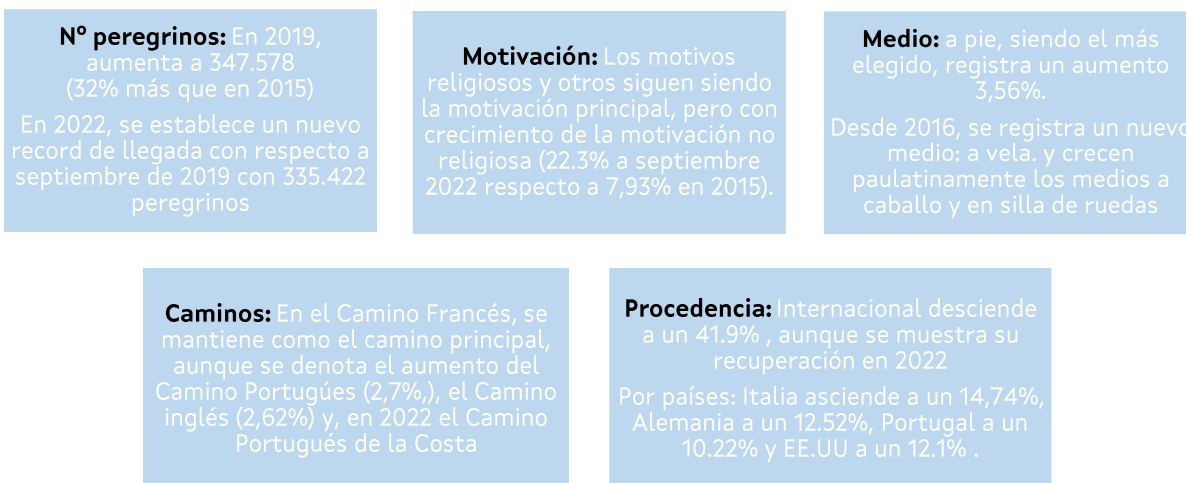 Nº peregrinos: En 2019,
aumenta a 347.578
(32% más que en 2015)
En 2022, se establece un nuevo
record de llegada con respecto a
septiembre de 2019 con 335.422
peregrinos
Motivación: Los motivos
religiosos y otros siguen siendo
la motivación principal, pero con
crecimiento de la motivación no
religiosa (22.3% a septiembre
2022 respecto a 7,93% en 2015).
Medio: a pie, siendo el más
elegido, registra un aumento
3,56%.
Desde 2016, se registra un nuevo
medio: a vela. y crecen
paulatinamente los medios a
caballo y en silla de ruedas
Caminos: En el Camino Francés, se
mantiene como el camino principal,
aunque se denota el aumento del
Camino Portugúes (2,7%,), el Camino
inglés (2,62%) y, en 2022 el Camino
Portugués de la Costa
Procedencia: Internacional desciende
a un 41.9% , aunque se muestra su
recuperación en 2022
Por países: Italia asciende a un 14,74%,
Alemania a un 12.52%, Portugal a un
10.22% y EE.UU a un 12.1% .